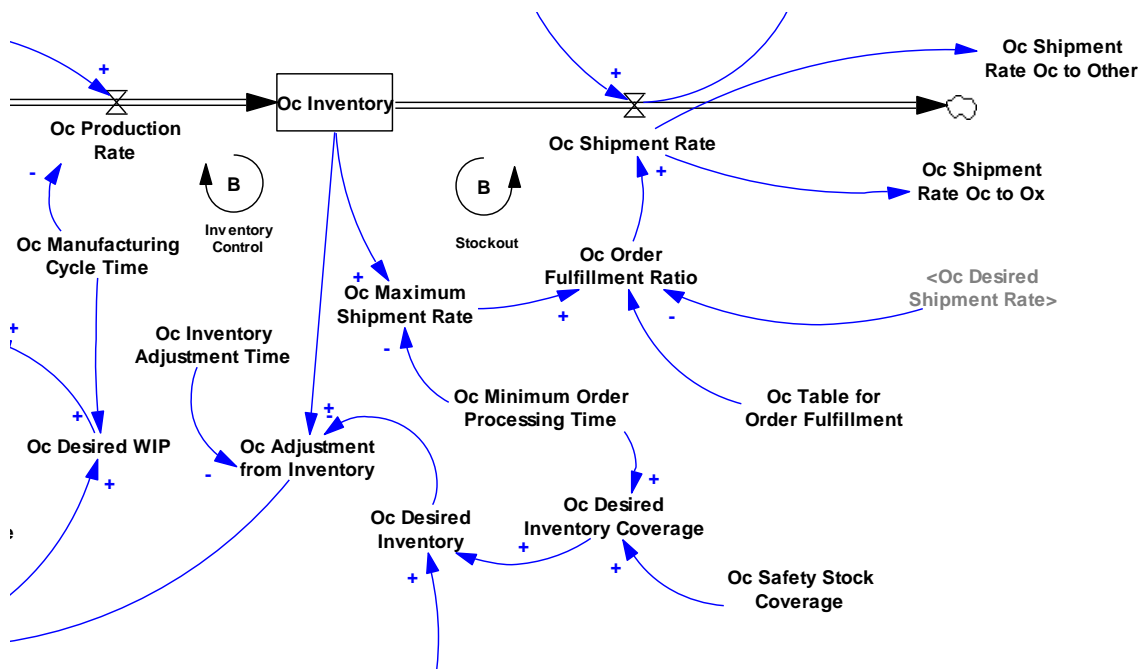 Oc Shipment
Rate Oc to Other
+
+
Oc Inventory
Oc Production
Rate
Oc Shipment Rate
-
B
B
+
Oc Shipment
Rate Oc to Ox
Inventory
Control
Stockout
Oc Manufacturing
Cycle Time
Oc Order
Fulfillment Ratio
<Oc Desired
Shipment Rate>
+
Oc Maximum
Shipment Rate
+
-
+
Oc Inventory
Adjustment Time
-
Oc Minimum Order
Processing Time
Oc Table for
Order Fulfillment
+
+
-
Oc Desired WIP
Oc Adjustment
from Inventory
+
-
+
Oc Desired
Inventory
Oc Desired
Inventory Coverage
e
+
+
+
Oc Safety Stock
Coverage